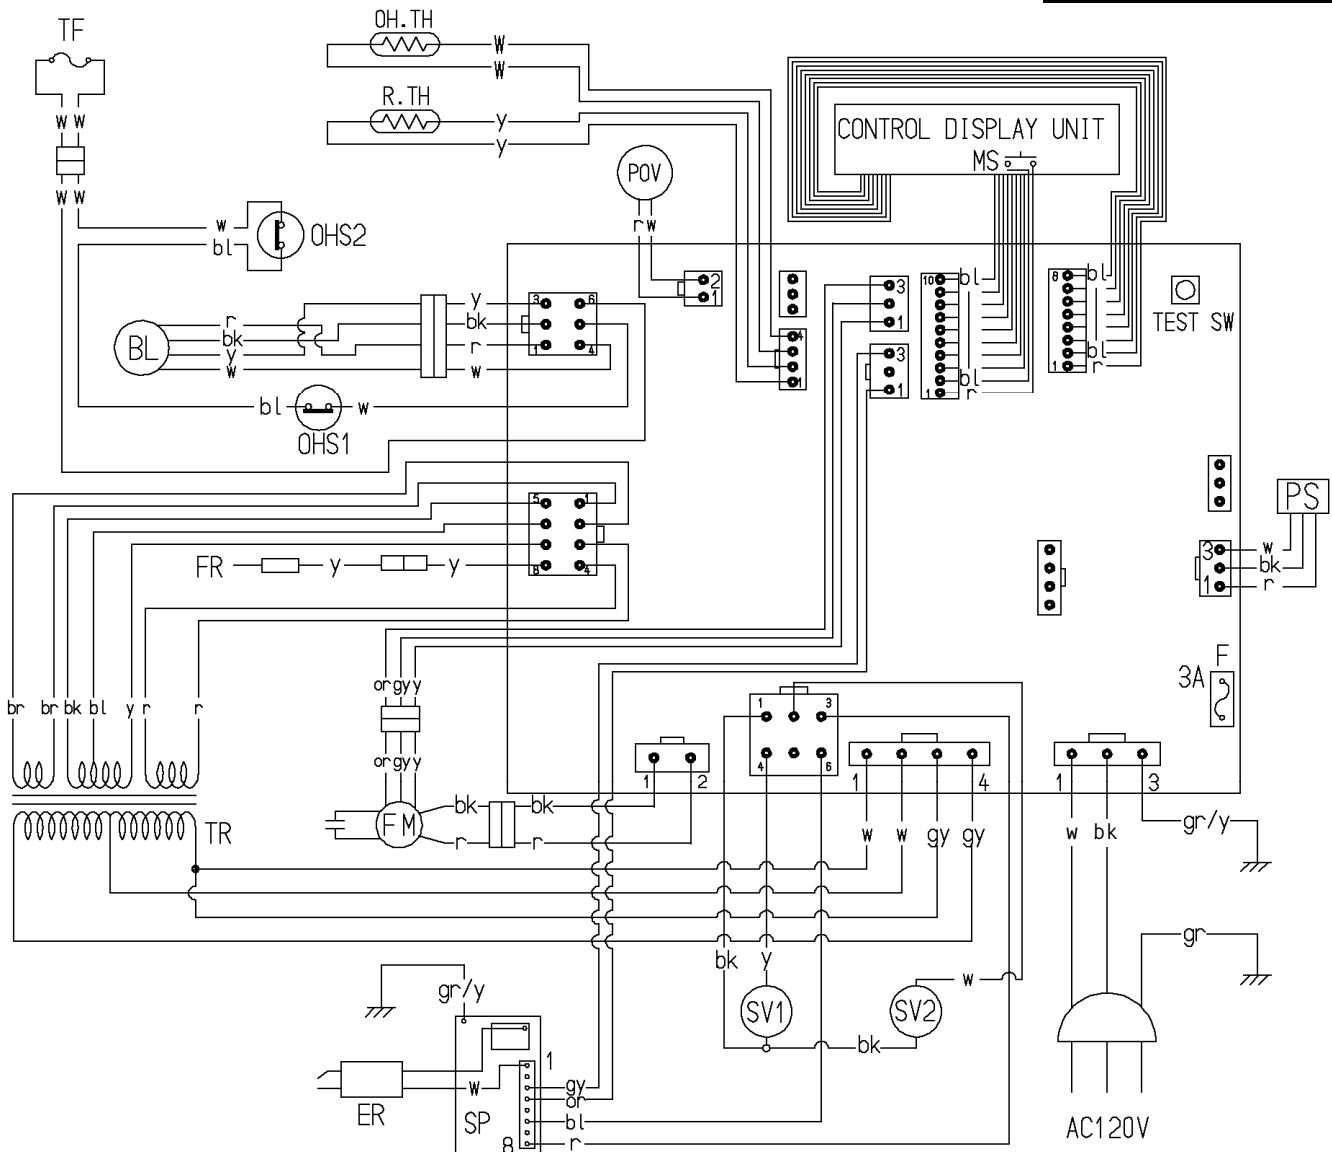 TF
OH.TH
W
W
R.TH
y
y
W W
W W
CONTROL DISPLAY UNIT
MS
POV
r w
w
bl
OHS2
2
1
3
1
10
bl
bl
r
1
8
bl
bl
r
1
TEST SW
4
1
3
1
BL
r
bk
y
W
y
bk
r
w
3
6
1
4
bl
w
OHS1
5
1
8
4
FR
y
y
PS
3
1
w
bk
r
F
3A
br
br
bk
bl
y
r
r
or gy y
or gy y
1
3
4
6
1
2
1
4
1
3
TR
FM
bk
bk
r
r
w
w
gy
gy
w
bk
gr/y
gr
bk
y
w
SV1
SV2
bk
gr/y
ER
W
SP
1
8
gy
or
bl
r
AC120V